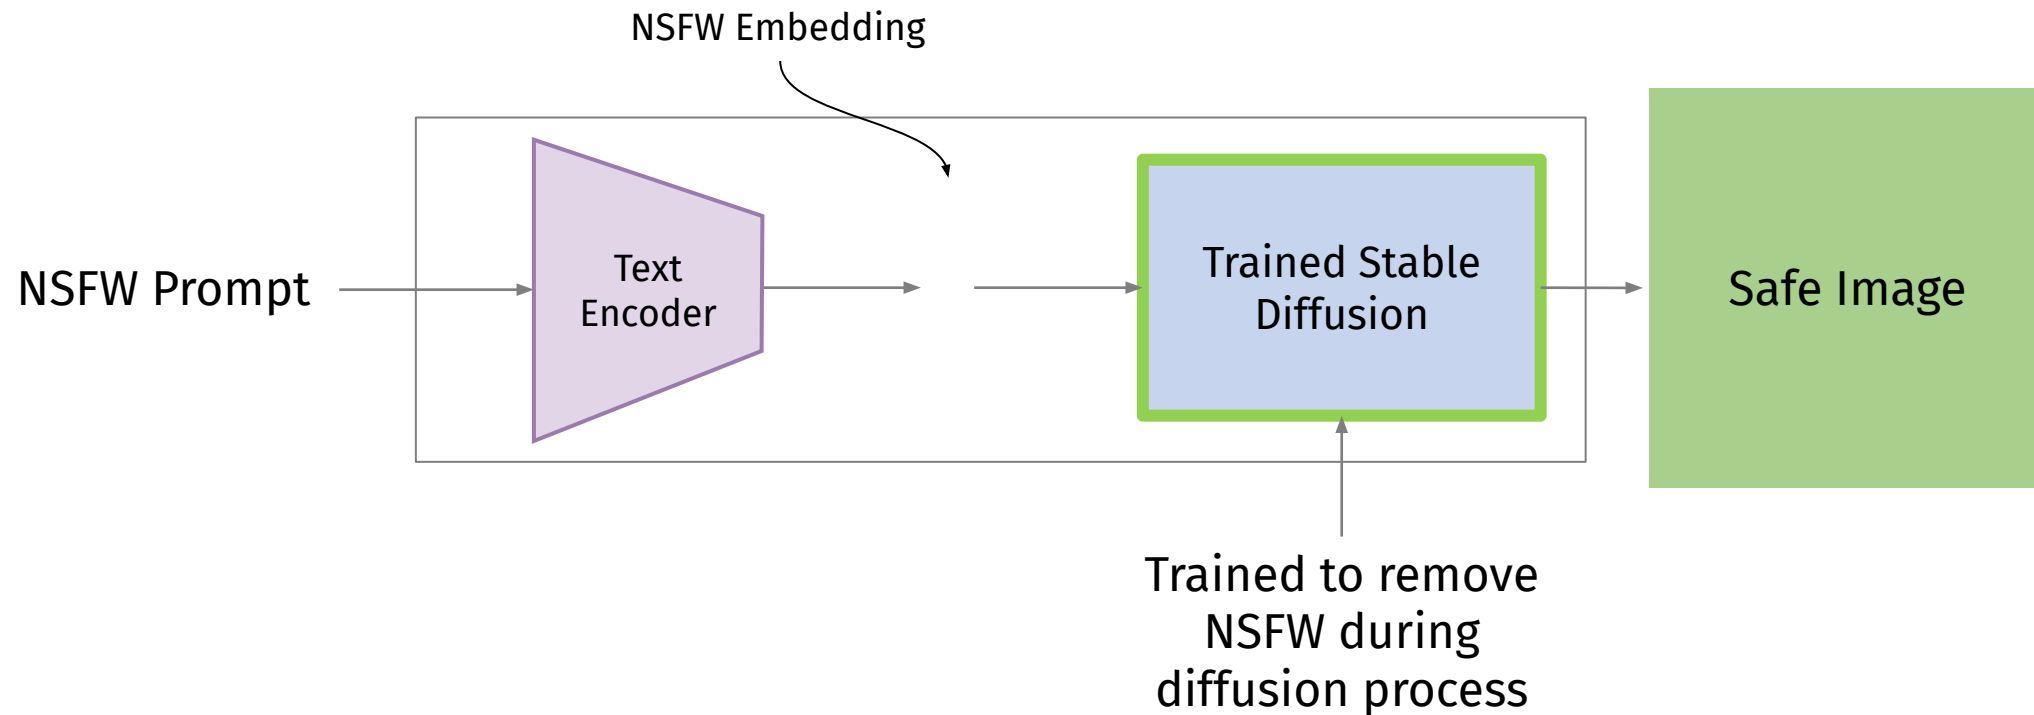 NSFW Embedding
NSFW Prompt
Text
Encoder
Trained Stable
Diffusion
Safe Image
Trained to remove
NSFW during
diffusion process